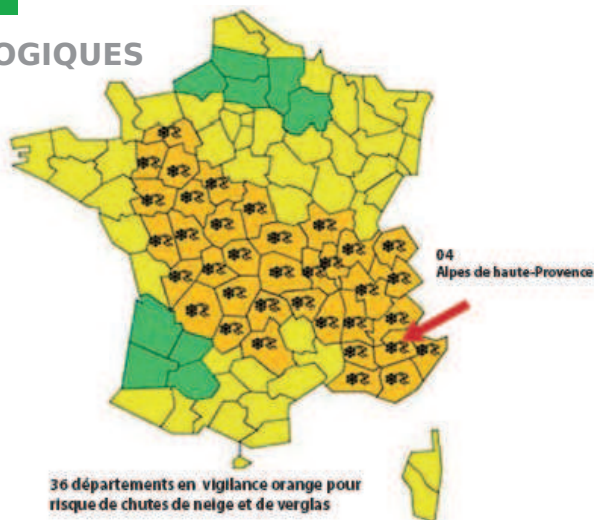 OGIQUES
04
Alpes de haute-Provence
36 départements en vigilance orange pour
risque de chutes de neige et de verglas